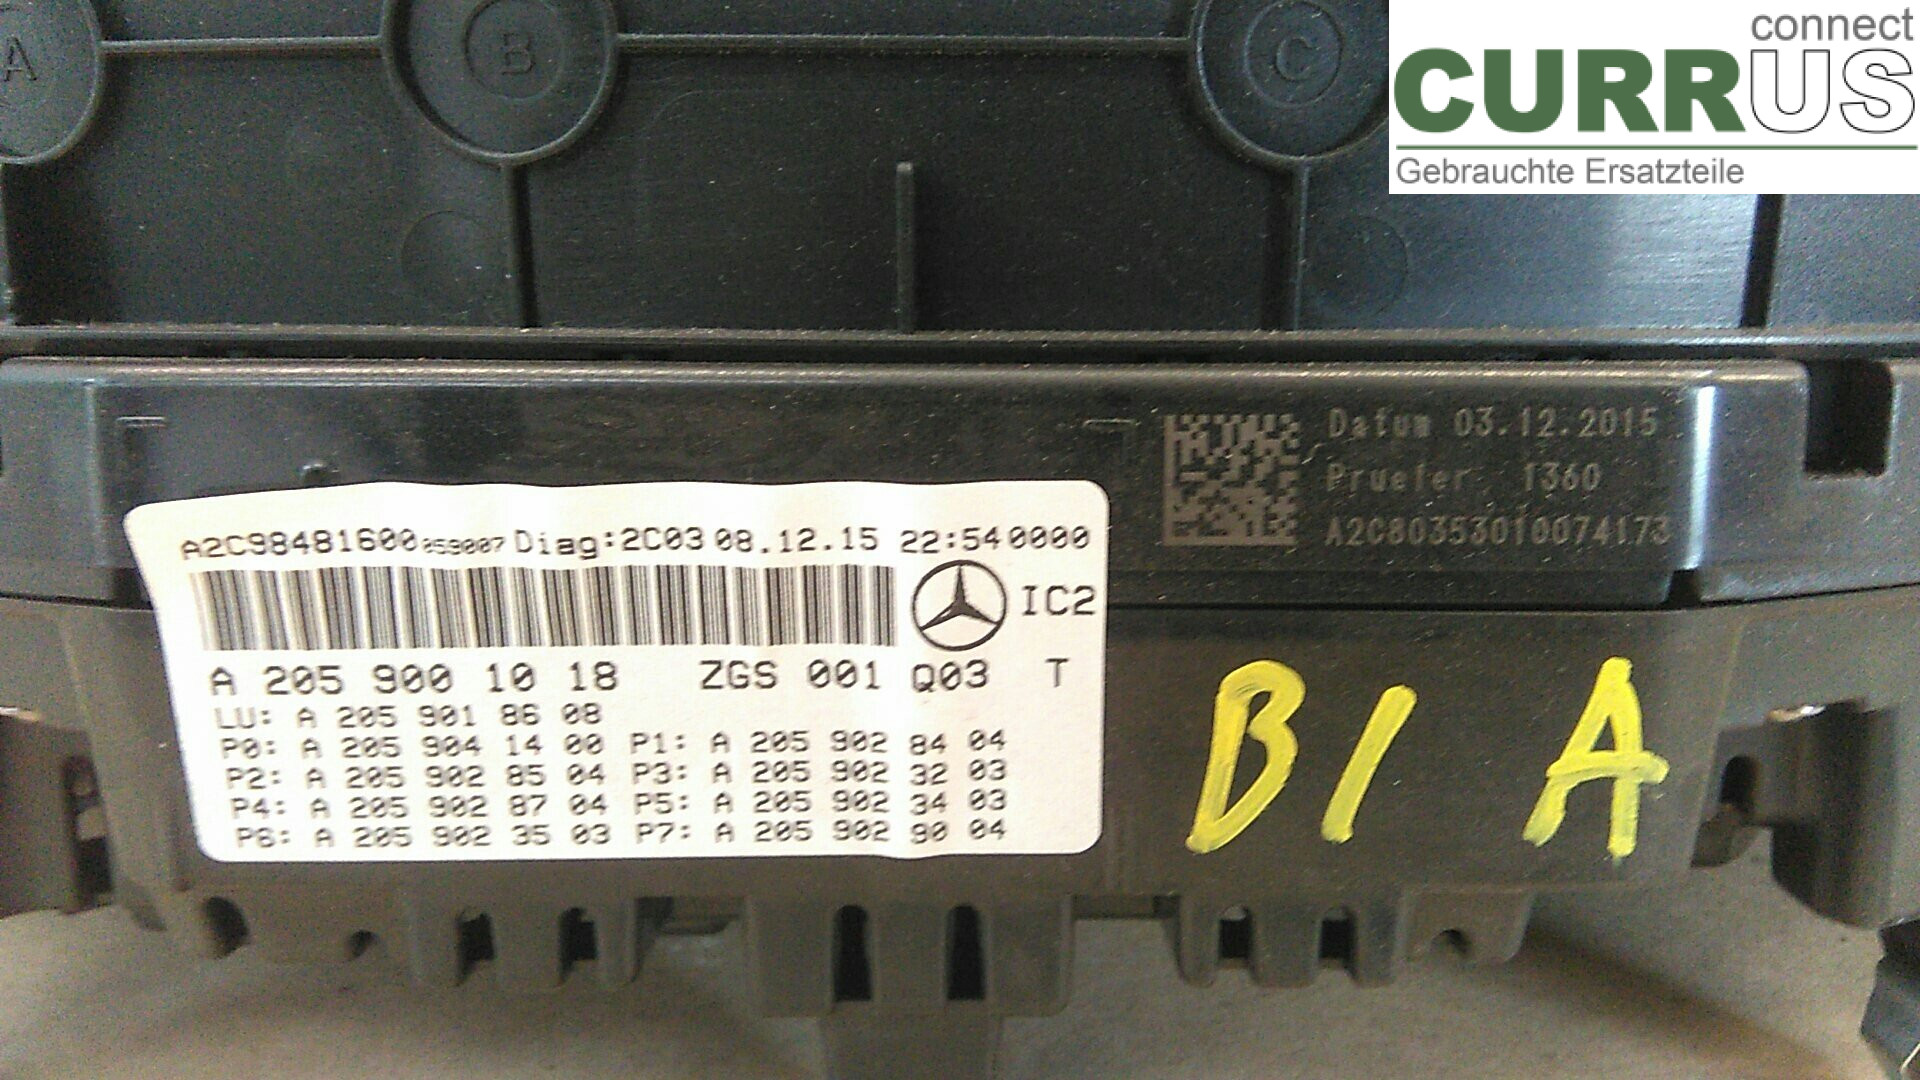 connect
CURRUS
Gebrauchte Ersatzteile
A
B
C
Datum 03.12.2015
Pruefer 1360
A2C80353010074173
A2C98481600059007 Diag:2C03 08.12.15 22:54 0000
IC2
A 205 900 10 18 ZGS 001 Q03 T
LU: A 205 901 86 08
P0: A 205 904 14 00 P1: A 205 902 84 04
P2: A 205 902 85 04 P3: A 205 902 32 03
P4: A 205 902 87 04 P5: A 205 902 34 03
P6: A 205 902 35 03 P7: A 205 902 90 04
B1 A